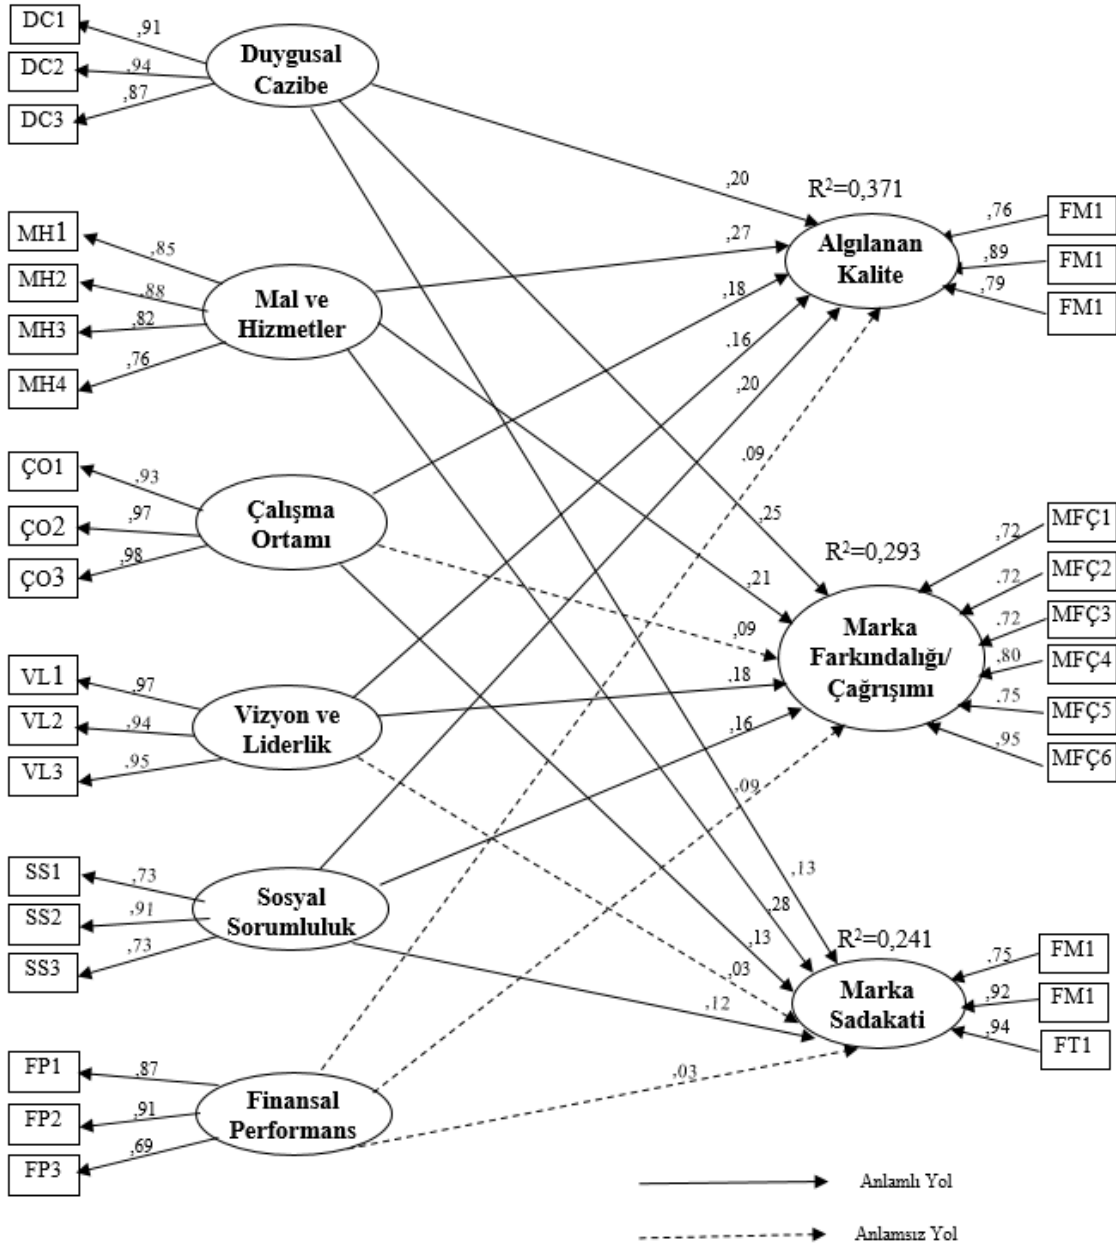 DC1
DC2
DC3
,91
,94
,87
Duygusal
Cazibe
MH1
MH2
MH3
MH4
,85
,88
,82
,76
Mal ve
Hizmetler
ÇO1
ÇO2
ÇO3
,93
,97
,98
Çalışma
Ortamı
VL1
VL2
VL3
,97
,94
,95
Vizyon ve
Liderlik
SS1
SS2
SS3
,73
,91
,73
Sosyal
Sorumluluk
FP1
FP2
FP3
,87
,91
,69
Finansal
Performans
,20
,27
,18
,16
,20
,09
R²=0,371
Algılanan
Kalite
,76
,89
,79
FM1
FM1
FM1
,25
,21
,09
,18
,16
,09
R²=0,293
Marka
Farkındalığı/
Çağrışımı
,72
,72
,72
,80
,75
,95
MFÇ1
MFÇ2
MFÇ3
MFÇ4
MFÇ5
MFÇ6
,13
,28
,13
,03
,12
,03
R²=0,241
Marka
Sadakati
,75
,92
,94
FM1
FM1
FT1
Anlamlı Yol
Anlamsız Yol